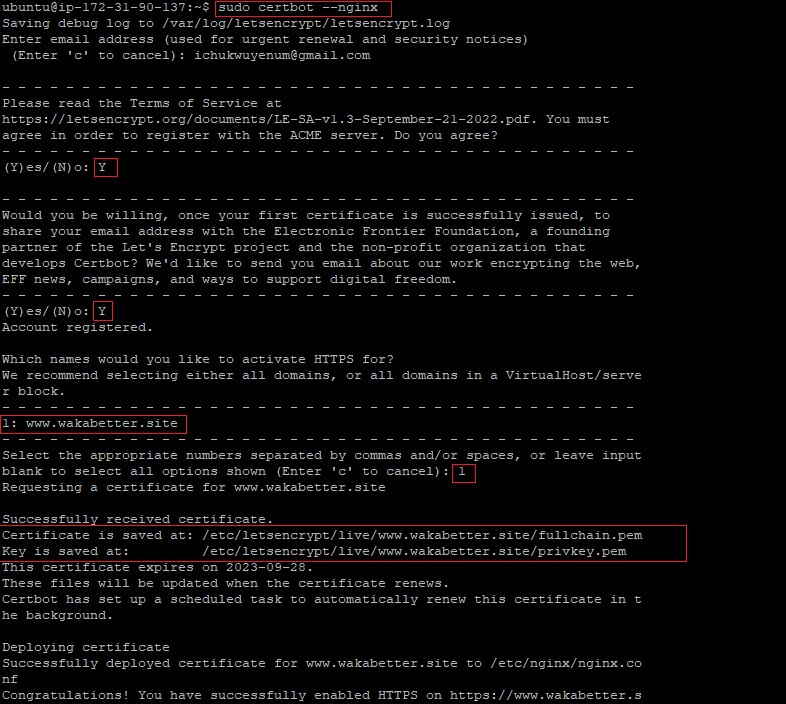 ubuntu@ip-172-31-90-137:~$ sudo certbot --nginx
Saving debug log to /var/log/letsencrypt/letsencrypt.log
Enter email address (used for urgent renewal and security notices)
 (Enter 'c' to cancel): ichukwuyenum@gmail.com
- - - - - - - - - - - - - - - - - - - - - - - - - - - - - - - - - - - - - - - -
Please read the Terms of Service at
https://letsencrypt.org/documents/LE-SA-v1.3-September-21-2022.pdf. You must
agree in order to register with the ACME server. Do you agree?
- - - - - - - - - - - - - - - - - - - - - - - - - - - - - - - - - - - - - - - -
(Y)es/(N)o: Y
- - - - - - - - - - - - - - - - - - - - - - - - - - - - - - - - - - - - - - - -
Would you be willing, once your first certificate is successfully issued, to
share your email address with the Electronic Frontier Foundation, a founding
partner of the Let's Encrypt project and the non-profit organization that
develops Certbot? We'd like to send you email about our work encrypting the web,
EFF news, campaigns, and ways to support digital freedom.
- - - - - - - - - - - - - - - - - - - - - - - - - - - - - - - - - - - - - - - -
(Y)es/(N)o: Y
Account registered.
Which names would you like to activate HTTPS for?
We recommend selecting either all domains, or all domains in a VirtualHost/serve
r block.
- - - - - - - - - - - - - - - - - - - - - - - - - - - - - - - - - - - - - - - -
1: www.wakabetter.site
- - - - - - - - - - - - - - - - - - - - - - - - - - - - - - - - - - - - - - - -
Select the appropriate numbers separated by commas and/or spaces, or leave input
blank to select all options shown (Enter 'c' to cancel): 1
Requesting a certificate for www.wakabetter.site
Successfully received certificate.
Certificate is saved at: /etc/letsencrypt/live/www.wakabetter.site/fullchain.pem
Key is saved at:         /etc/letsencrypt/live/www.wakabetter.site/privkey.pem
This certificate expires on 2023-09-28.
These files will be updated when the certificate renews.
Certbot has set up a scheduled task to automatically renew this certificate in t
he background.
Deploying certificate
Successfully deployed certificate for www.wakabetter.site to /etc/nginx/nginx.co
nf
Congratulations! You have successfully enabled HTTPS on https://www.wakabetter.s